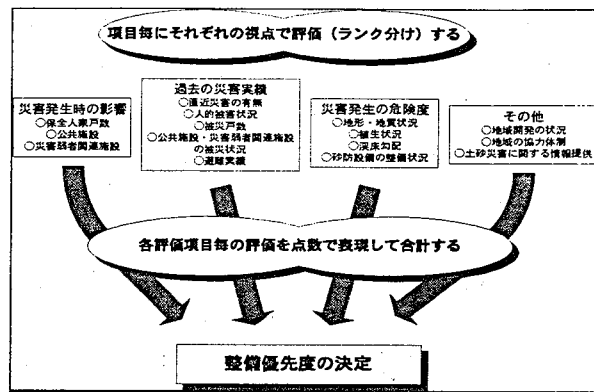 項目毎にそれぞれの視点で評価（ランク分け）する
災害発生時の影響
○保全人家戸数
○公共施設
○災害弱者関連施設
過去の災害実績
○直近災害の有無
○人的被害状況
○被災戸数
○公共施設・災害弱者関連施設
の被災状況
○避難実績
災害発生の危険度
○地形・地質状況
○植生状況
○渓床勾配
○砂防設備の整備状況
その他
○地域開発の状況
○地域の協力体制
○土砂災害に関する情報提供
各評価項目毎の評価を点数で表現して合計する
整備優先度の決定